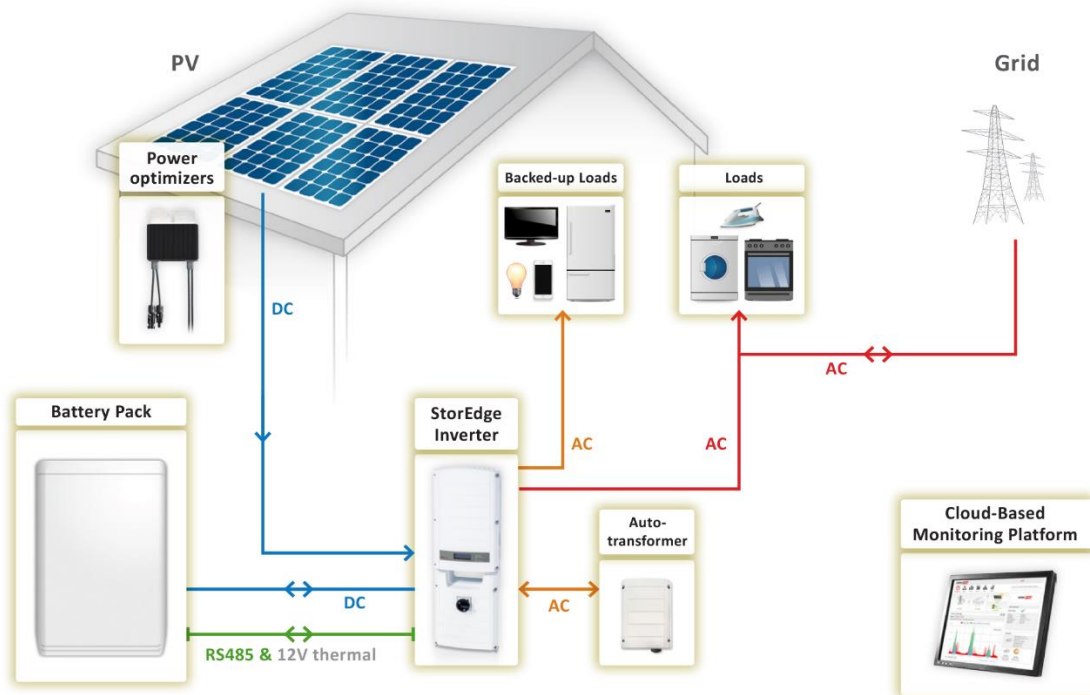 PV
Grid
Power
optimizers
Backed-up Loads
Loads
DC
AC
Battery Pack
StorEdge
Inverter
AC
AC
Auto-
transformer
Cloud-Based
Monitoring Platform
DC
AC
RS485 & 12V thermal